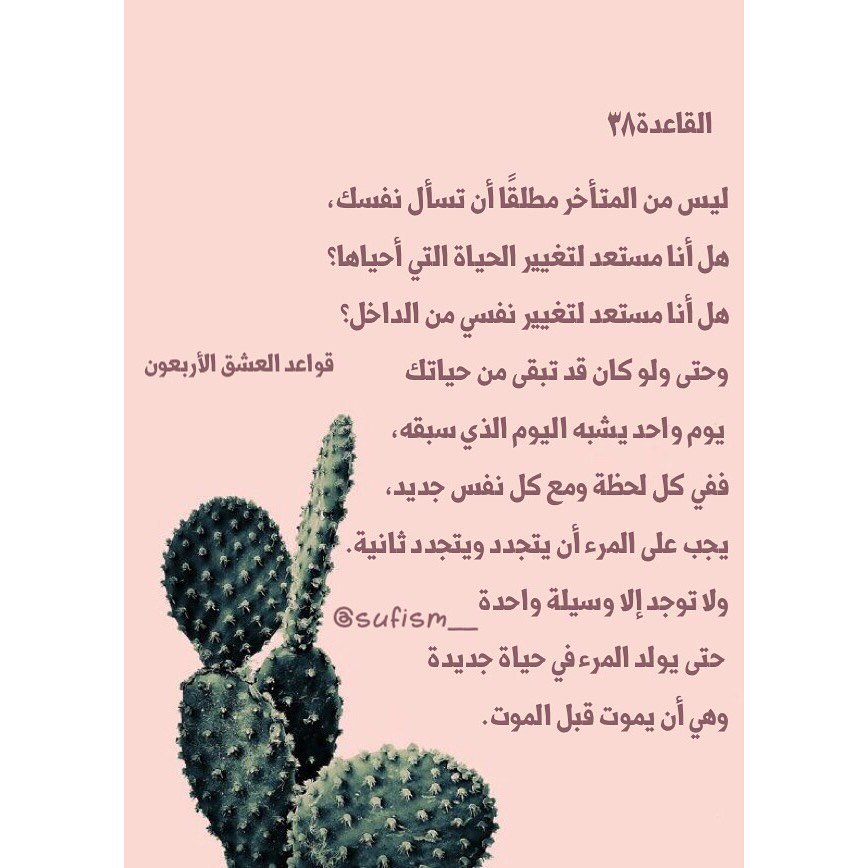 القاعدة٣٨
ليس من المتأخر مطلقًا أن تسأل نفسك،
هل أنا مستعد لتغيير الحياة التي أحياها؟
هل أنا مستعد لتغيير نفسي من الداخل؟
وحتى ولو كان قد تبقى من حياتك
قواعد العشق الأربعون
يوم واحد يشبه اليوم الذي سبقه،
ففي كل لحظة ومع كل نفس جديد،
يجب على المرء أن يتجدد ويتجدد ثانية.
ولا توجد إلا وسيلة واحدة
@sufism__
حتى يولد المرء في حياة جديدة
وهي أن يموت قبل الموت.